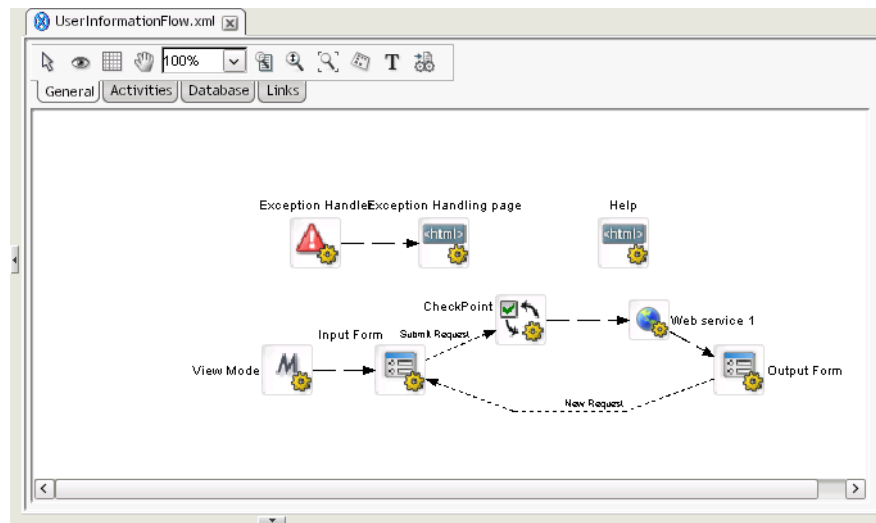 UserInformationFlow.xml
100%
T
General Activities Database Links
Exception Handler Exception Handling page Help
<html> <html>
CheckPoint
Web service 1
Input Form Submit Request
View Mode M Output Form
New Request